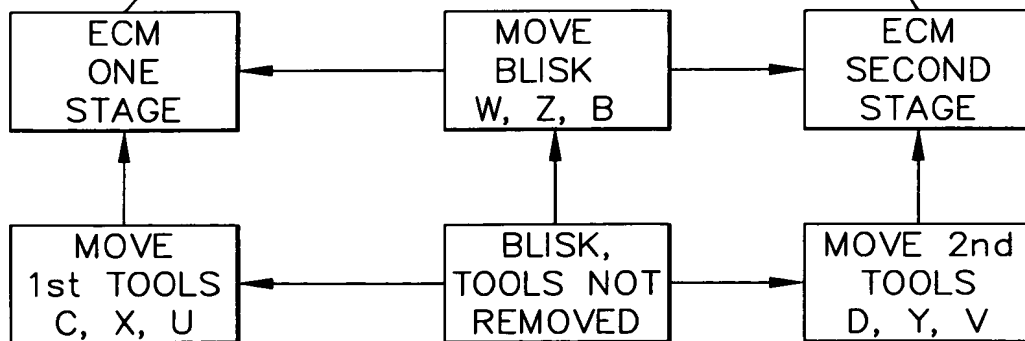 ECM
ONE
STAGE
MOVE
BLISK
W, Z, B
ECM
SECOND
STAGE
MOVE
1st TOOLS
C, X, U
BLISK,
TOOLS NOT
REMOVED
MOVE 2nd
TOOLS
D, Y, V